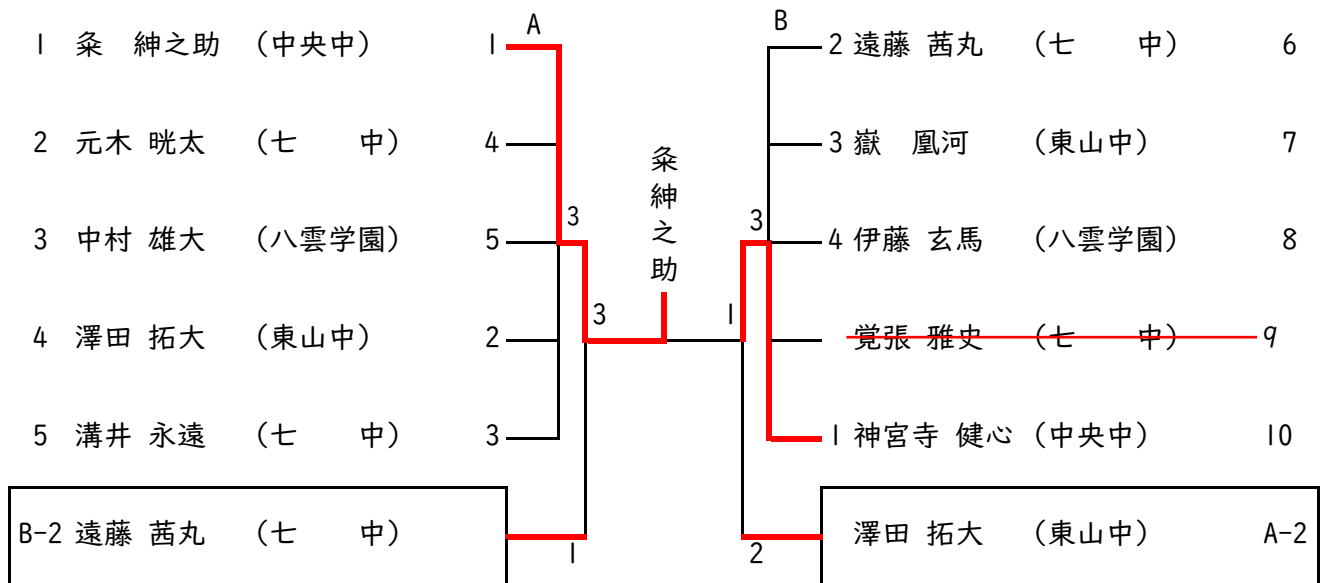 A B
1 粂 紳之助 (中央中) 1 2 遠藤 茜丸 (七 中) 6
2 元木 晄太 (七 中) 4 3 嶽 凰河 (東山中) 7
粂紳之助
3 中村 雄大 (八雲学園) 5 3 3 4 伊藤 玄馬 (八雲学園) 8
4 澤田 拓大 (東山中) 2 3 1 覚張 雅史 (七 中) 9
5 溝井 永遠 (七 中) 3 1 神宮寺 健心 (中央中) 10
B-2 遠藤 茜丸 (七 中) 1 2 澤田 拓大 (東山中) A-2